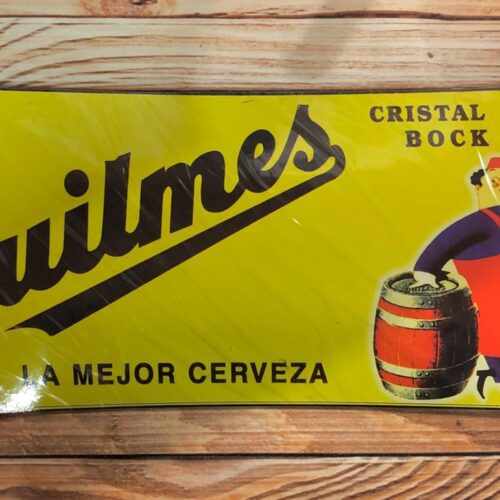 uilmes
CRISTAL
BOCK
LA MEJOR CERVEZA